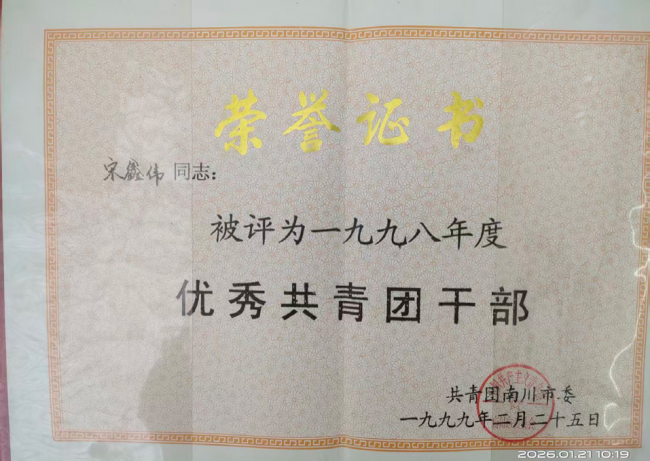 荣誉证书
宋鑫伟 同志：
被评为一九九八年度
优秀共青团干部
共青团南川市委
一九九九年二月二十五日
2026.01.21 10:19